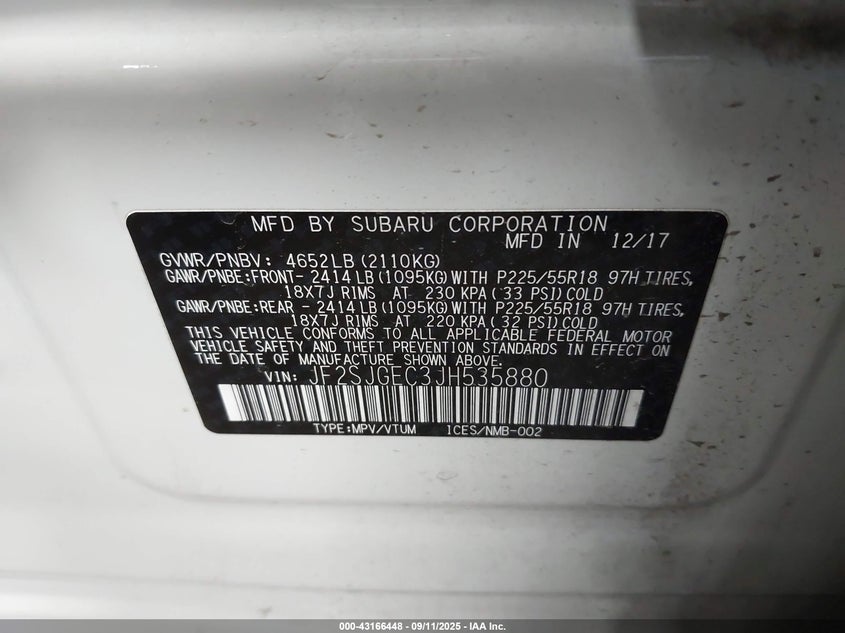 MFD BY SUBARU CORPORATION
MFD IN 12/17
GVWR/PNBV: 4652LB (2110KG)
GAWR/PNBE:FRONT- 2414 LB (1095KG) WITH P225/55R18 97H TIRES,
18X7J RIMS AT 230 KPA ( 33 PSI) COLD
GAWR/PNBE:REAR - 2414 LB (1095KG) WITH P225/55R18 97H TIRES,
18X7J RIMS AT 220 KPA ( 32 PSI) COLD
THIS VEHICLE CONFORMS TO ALL APPLICABLE FEDERAL MOTOR
VEHICLE SAFETY AND THEFT PREVENTION STANDARDS IN EFFECT ON
THE DATE OF MANUFACTURE SHOWN ABOVE.
VIN: JF2SJGEC3JH535880
TYPE:MPV/VTUM ICES/NMB-002
000-43166448 - 09/11/2025 - IAA Inc.